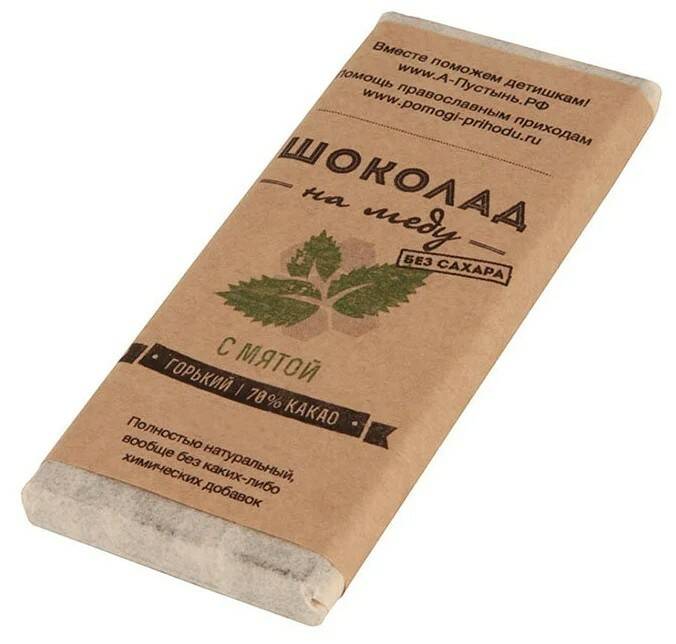 Вместе поможем детишкам!
www.А-Пустынь.РФ
Помощь православным приходам
www.pomogi-prihodu.ru
ШОКОЛАД
на меду
БЕЗ САХАРА
С МЯТОЙ
ГОРЬКИЙ | 70% КАКАО
Полностью натуральный,
вообще без каких-либо
химических добавок